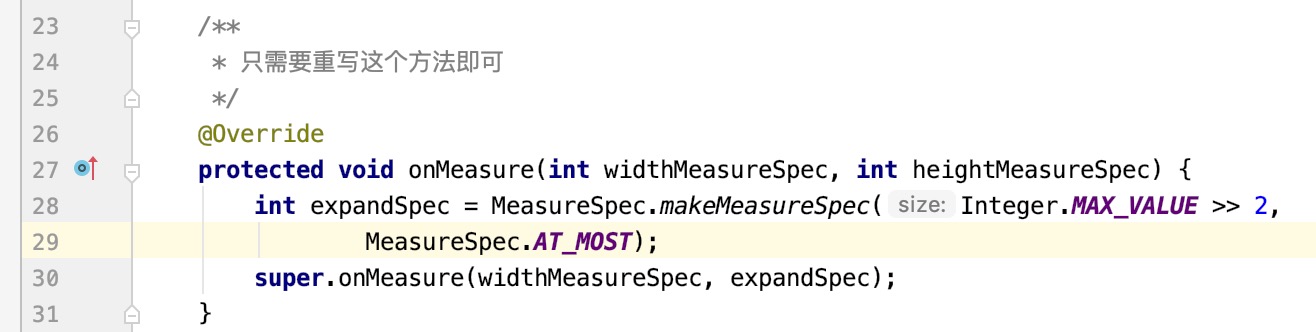 23 /**
24 * 只需要重写这个方法即可
25 */
26 @Override
27 protected void onMeasure(int widthMeasureSpec, int heightMeasureSpec) {
28 int expandSpec = MeasureSpec.makeMeasureSpec( size: Integer.MAX_VALUE >> 2,
29 MeasureSpec.AT_MOST);
30 super.onMeasure(widthMeasureSpec, expandSpec);
31 }